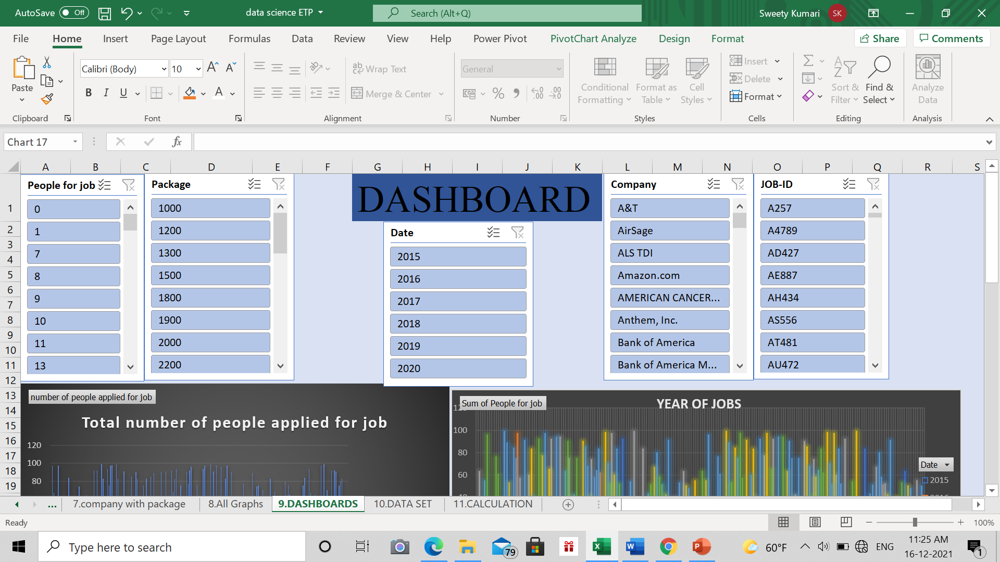 AutoSave Off data science ETP Search (Alt+Q) Sweety Kumari SK
File Home Insert Page Layout Formulas Data Review View Help Power Pivot PivotChart Analyze Design Format Share Comments
Paste
Calibri (Body) 10
B I U
ab Wrap Text
Merge & Center
General
Conditional Formatting
Format as Table
Cell Styles
Insert
Delete
Format
Sort & Filter
Find & Select
Analyze Data
Clipboard Font Alignment Number Styles Cells Editing Analysis
Chart 17 fx
A B C D E F G H I J K L M N O P Q R S
1
2
3
4
5
6
7
8
9
10
11
12
13
14
15
16
17
18
19
People for job
0
1
7
8
9
10
11
13
Package
1000
1200
1300
1500
1800
1900
2000
2200
DASHBOARD
Date
2015
2016
2017
2018
2019
2020
Company
A&T
AirSage
ALS TDI
Amazon.com
AMERICAN CANCER...
Anthem, Inc.
Bank of America
Bank of America M...
JOB-ID
A257
A4789
AD427
AE887
AH434
AS556
AT481
AU472
number of people applied for job
Total number of people applied for job
120
100
80
Sum of People for job
YEAR OF JOBS
100
80
60
Date
2015
... 7.company with package 8.All Graphs 9.DASHBOARDS 10.DATA SET 11.CALCULATION
Ready 100%
Type here to search 79 60°F ENG 11:25 AM
16-12-2021 1